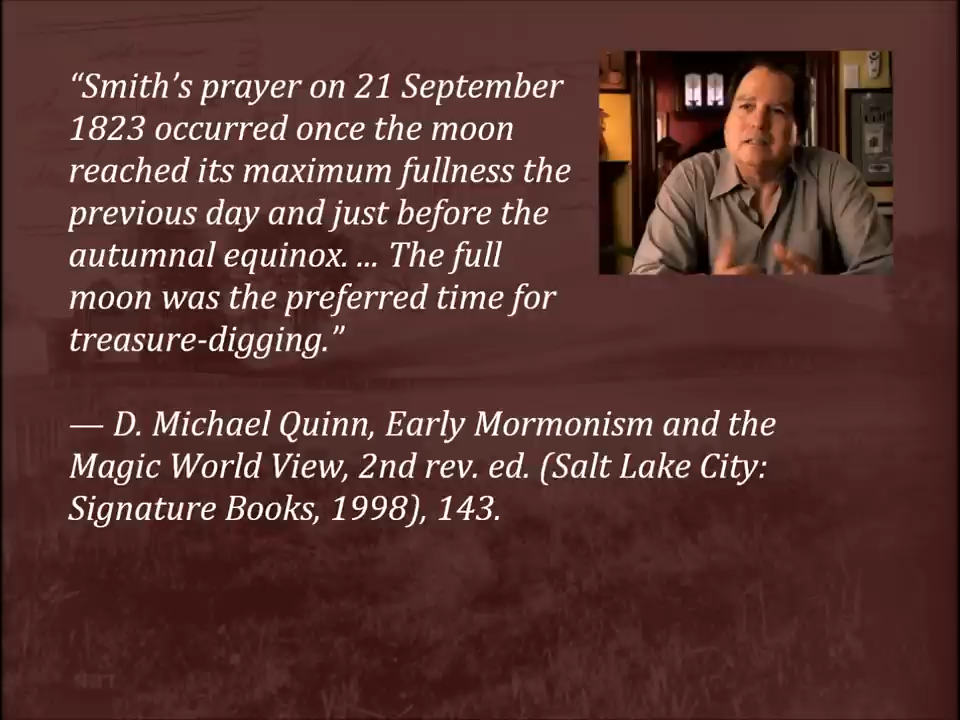 “Smith’s prayer on 21 September
1823 occurred once the moon
reached its maximum fullness the
previous day and just before the
autumnal equinox. ... The full
moon was the preferred time for
treasure-digging.”
— D. Michael Quinn, Early Mormonism and the
Magic World View, 2nd rev. ed. (Salt Lake City:
Signature Books, 1998), 143.